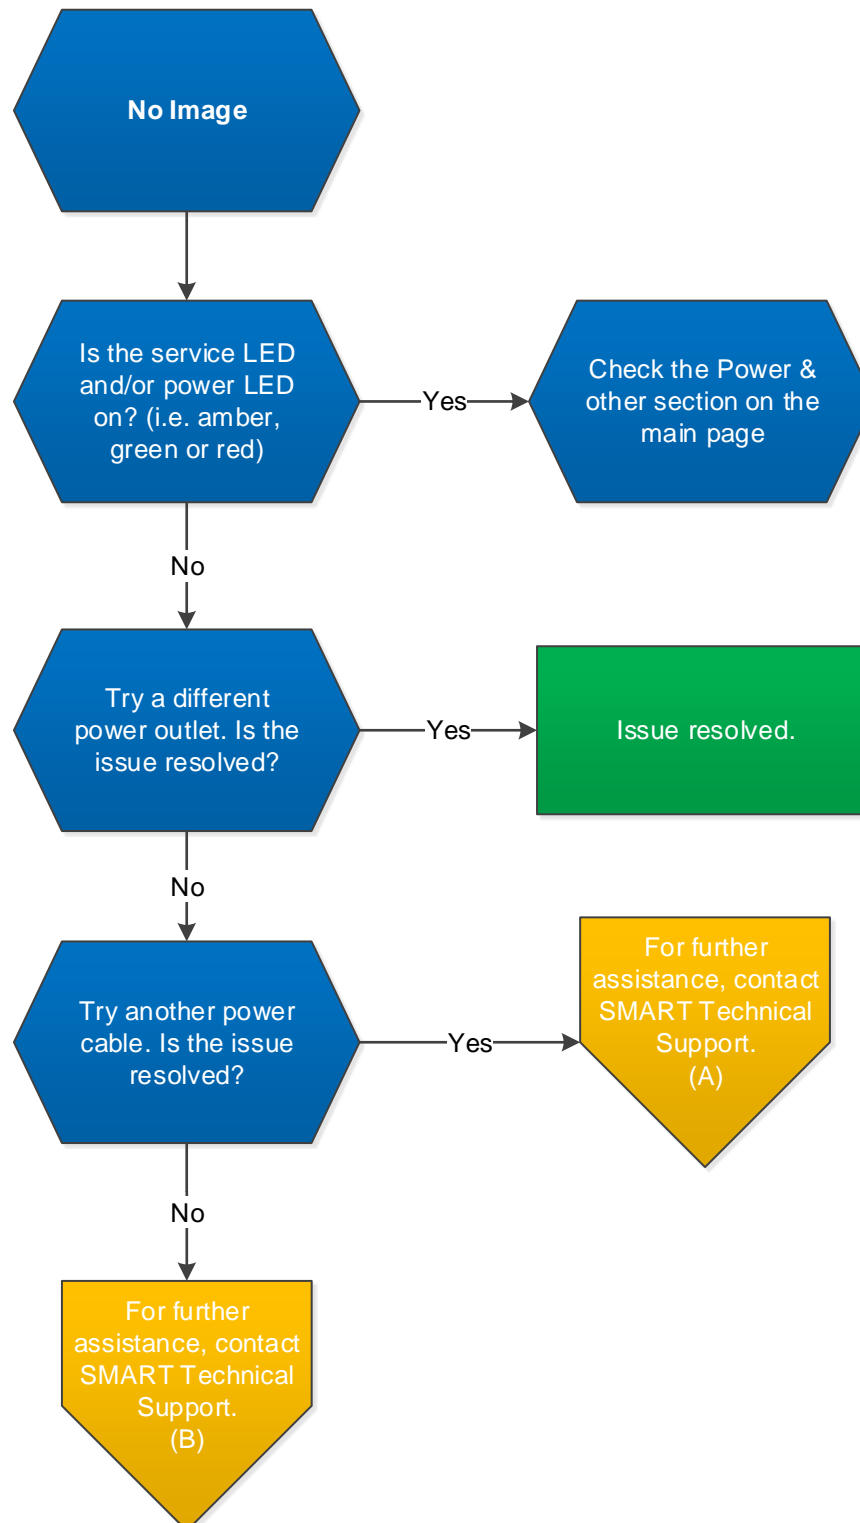 No Image
Is the service LED
and/or power LED
on? (i.e. amber,
green or red)
Yes
Check the Power &
other section on the
main page
No
Try a different
power outlet. Is the
issue resolved?
Yes
Issue resolved.
No
Try another power
cable. Is the issue
resolved?
Yes
For further
assistance, contact
SMART Technical
Support.
(A)
No
For further
assistance, contact
SMART Technical
Support.
(B)